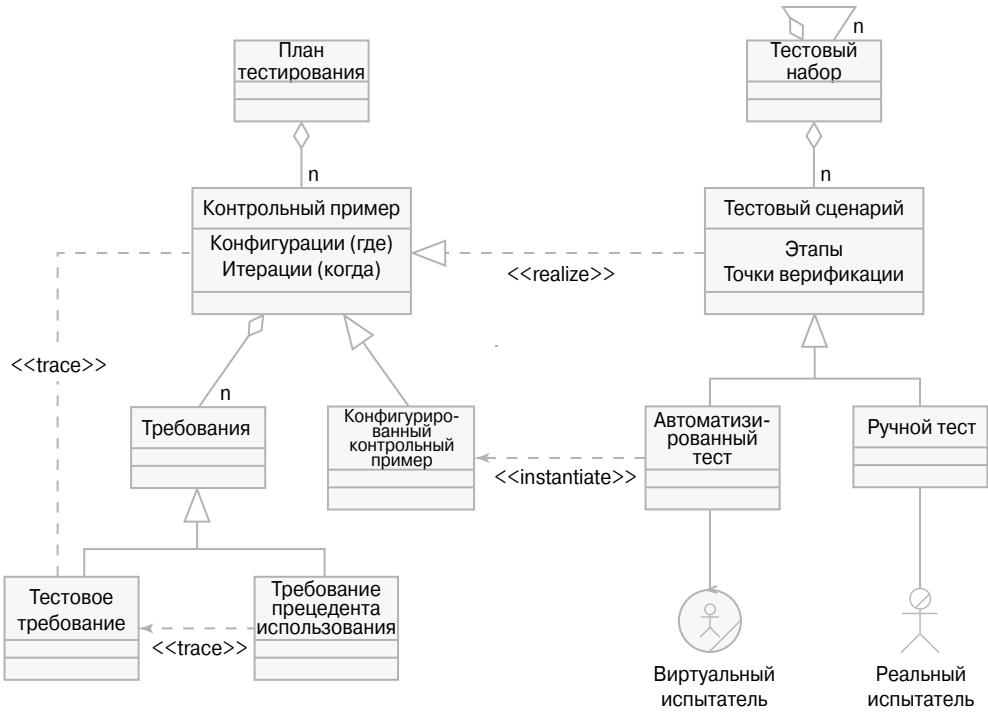 План
тестирования
n
Контрольный пример
Конфигурации (где)
Итерации (когда)
n
Тестовый
набор
n
Тестовый сценарий
Этапы
Точки верификации
<<realize>>
<<trace>>
n
Требования
Конфигуриро-
ванный
контрольный
пример
<<instantiate>>
Автоматизи-
рованный
тест
Ручной тест
Тестовое
требование
<<trace>>
Требование
прецедента
использования
Виртуальный
испытатель
Реальный
испытатель